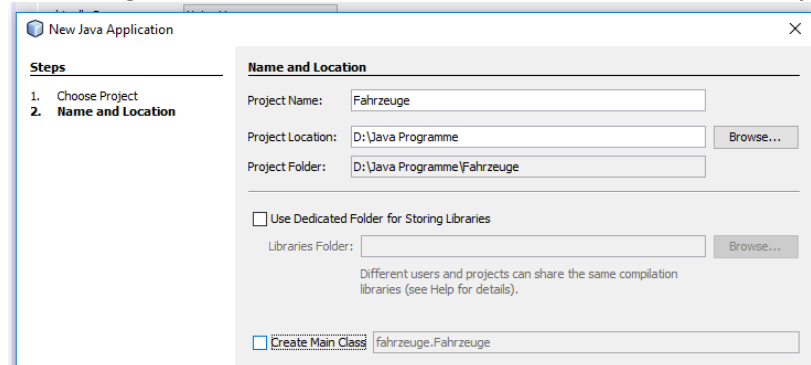 New Java Application
Steps
1. Choose Project
2. Name and Location
Name and Location
Project Name: Fahrzeuge
Project Location: D:\Java Programme Browse...
Project Folder: D:\Java Programme\Fahrzeuge
Use Dedicated Folder for Storing Libraries
Libraries Folder: Browse...
Different users and projects can share the same compilation
libraries (see Help for details).
Create Main Class fahrzeuge.Fahrzeuge